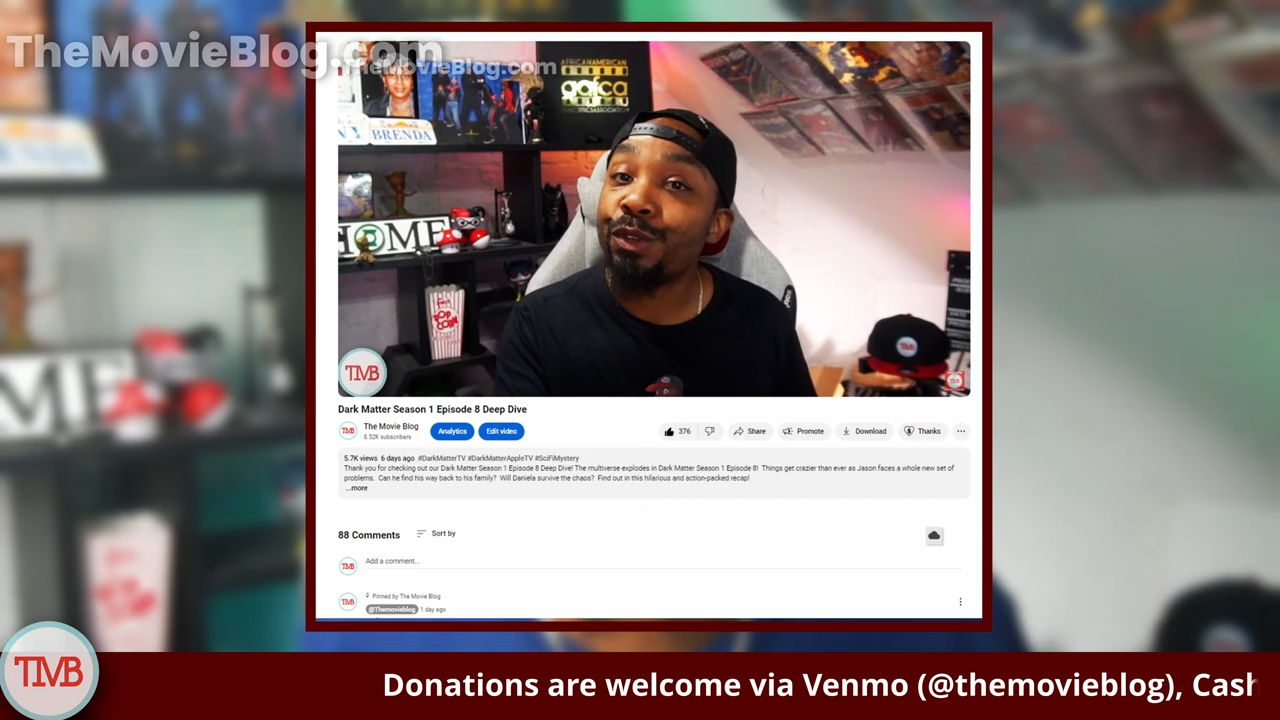 TheMovieBlog.com
TheMovieBlog.com
AFRICANAMERICAN
aafca
NY BRENDA
HOME
POP
CORN
TMB
Dark Matter Season 1 Episode 8 Deep Dive
TMB
The Movie Blog
8.52K subscribers
Analytics
Edit video
376
Share
Promote
Download
Thanks
5.7K views 6 days ago #DarkMatterTV #DarkMatterAppleTV #SciFiMystery
Thank you for checking out our Dark Matter Season 1 Episode 8 Deep Dive! The multiverse explodes in Dark Matter Season 1 Episode 8! Things get crazier than ever as Jason faces a whole new set of
problems. Can he find his way back to his family? Will Daniela survive the chaos? Find out in this hilarious and action-packed recap!
...more
88 Comments
Sort by
TMB
Add a comment...
Pinned by The Movie Blog
TMB
@Themovieblog 1 day ago
TMB
Donations are welcome via Venmo (@themovieblog), Cash